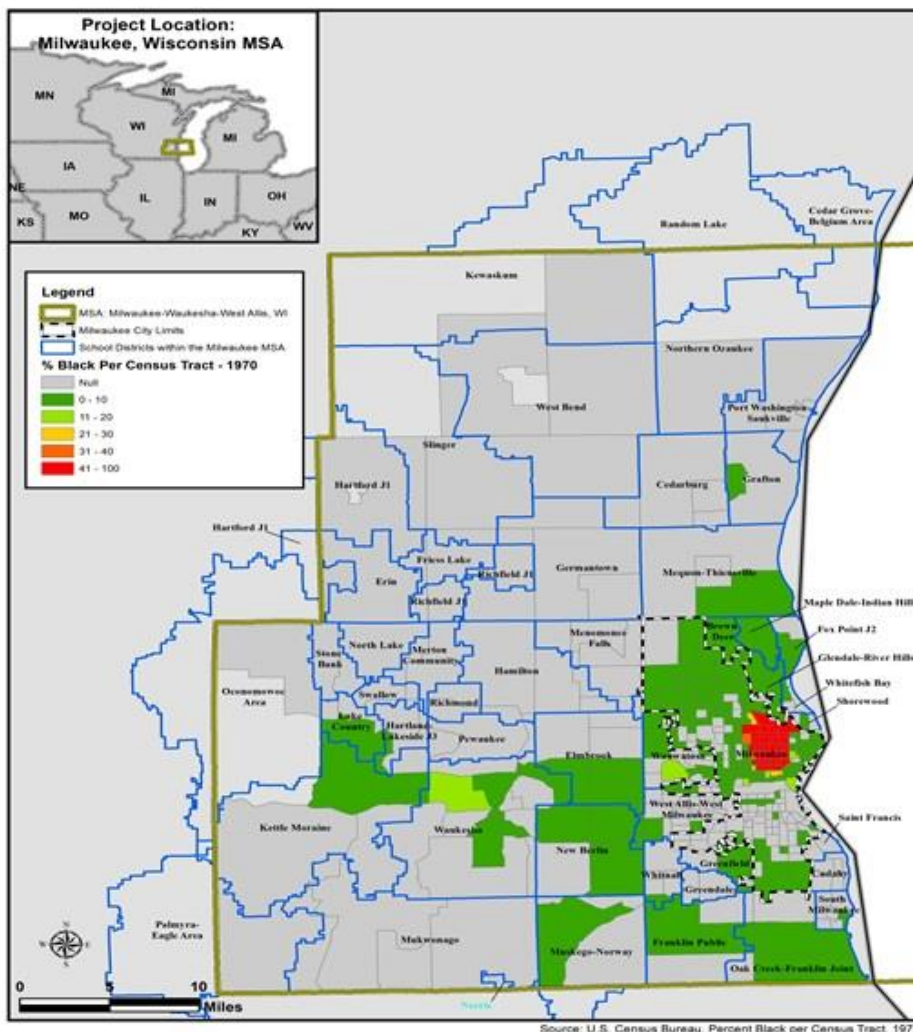 Project Location:
Milwaukee, Wisconsin MSA
MN
MI
WI
MI
IA
NE
IL
IN
OH
KS
MO
KY
WV
Legend
MSA: Milwaukee-Waukesha-West Allis, WI
Milwaukee City Limits
School Districts within the Milwaukee MSA
% Black Per Census Tract - 1970
Null
0 - 10
11 - 20
21 - 30
31 - 40
41 - 100
Random Lake
Cedar Grove-
Belgium Area
Kewaskum
Northern Ozaukee
West Bend
Port Washington
Saukville
Slinger
Hartford J1
Cedarburg
Grafton
Hartford J1
Friess Lake
Erin
Richfield J1
Germantown
Mequon-Thiensville
Richfield J1
Maple Dale-Indian Hill
Brown
Deer
Fox Point J2
Stone
Bank
North Lake
Merton
Community
Menomonee
Falls
Glendale-River Hills
Hamilton
Oconomowoc
Area
Swallow
Richmond
Whitefish Bay
Shorewood
Lake
Country
Hartland-
Lakeside J3
Pewaukee
Elmbrook
Wauwatosa
Milwaukee
West Allis-West
Milwaukee
Saint Francis
Kettle Moraine
Waukesha
New Berlin
Greenfield
Whitnall
Cudahy
Greendale
South
Milwaukee
Palmyra-
Eagle Area
Mukwonago
Muskego-Norway
Franklin Public
Oak Creek-Franklin Joint
Norris
N
W
E
S
0
5
10
Miles
Source: U.S. Census Bureau, Percent Black per Census Tract, 197